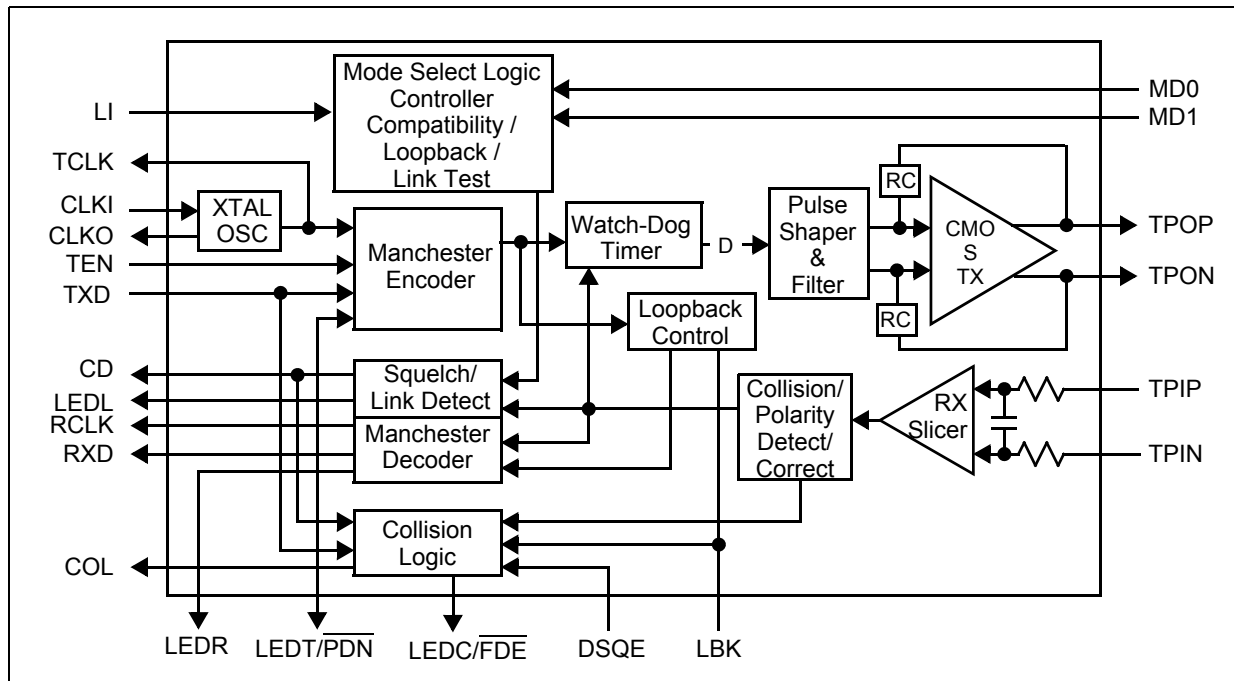 Mode Select Logic
Controller
Compatibility /
Loopback /
Link Test
LI
MD0
MD1
TCLK
CLKI
CLKO
XTAL
OSC
TEN
TXD
Manchester
Encoder
Watch-Dog
Timer
D
Pulse
Shaper
&
Filter
RC
CMO
S
TX
RC
TPOP
TPON
Loopback
Control
CD
LEDL
RCLK
RXD
Squelch/
Link Detect
Manchester
Decoder
Collision/
Polarity
Detect/
Correct
RX
Slicer
TPIP
TPIN
COL
Collision
Logic
LEDR
LEDT/PDN
LEDC/FDE
DSQE
LBK